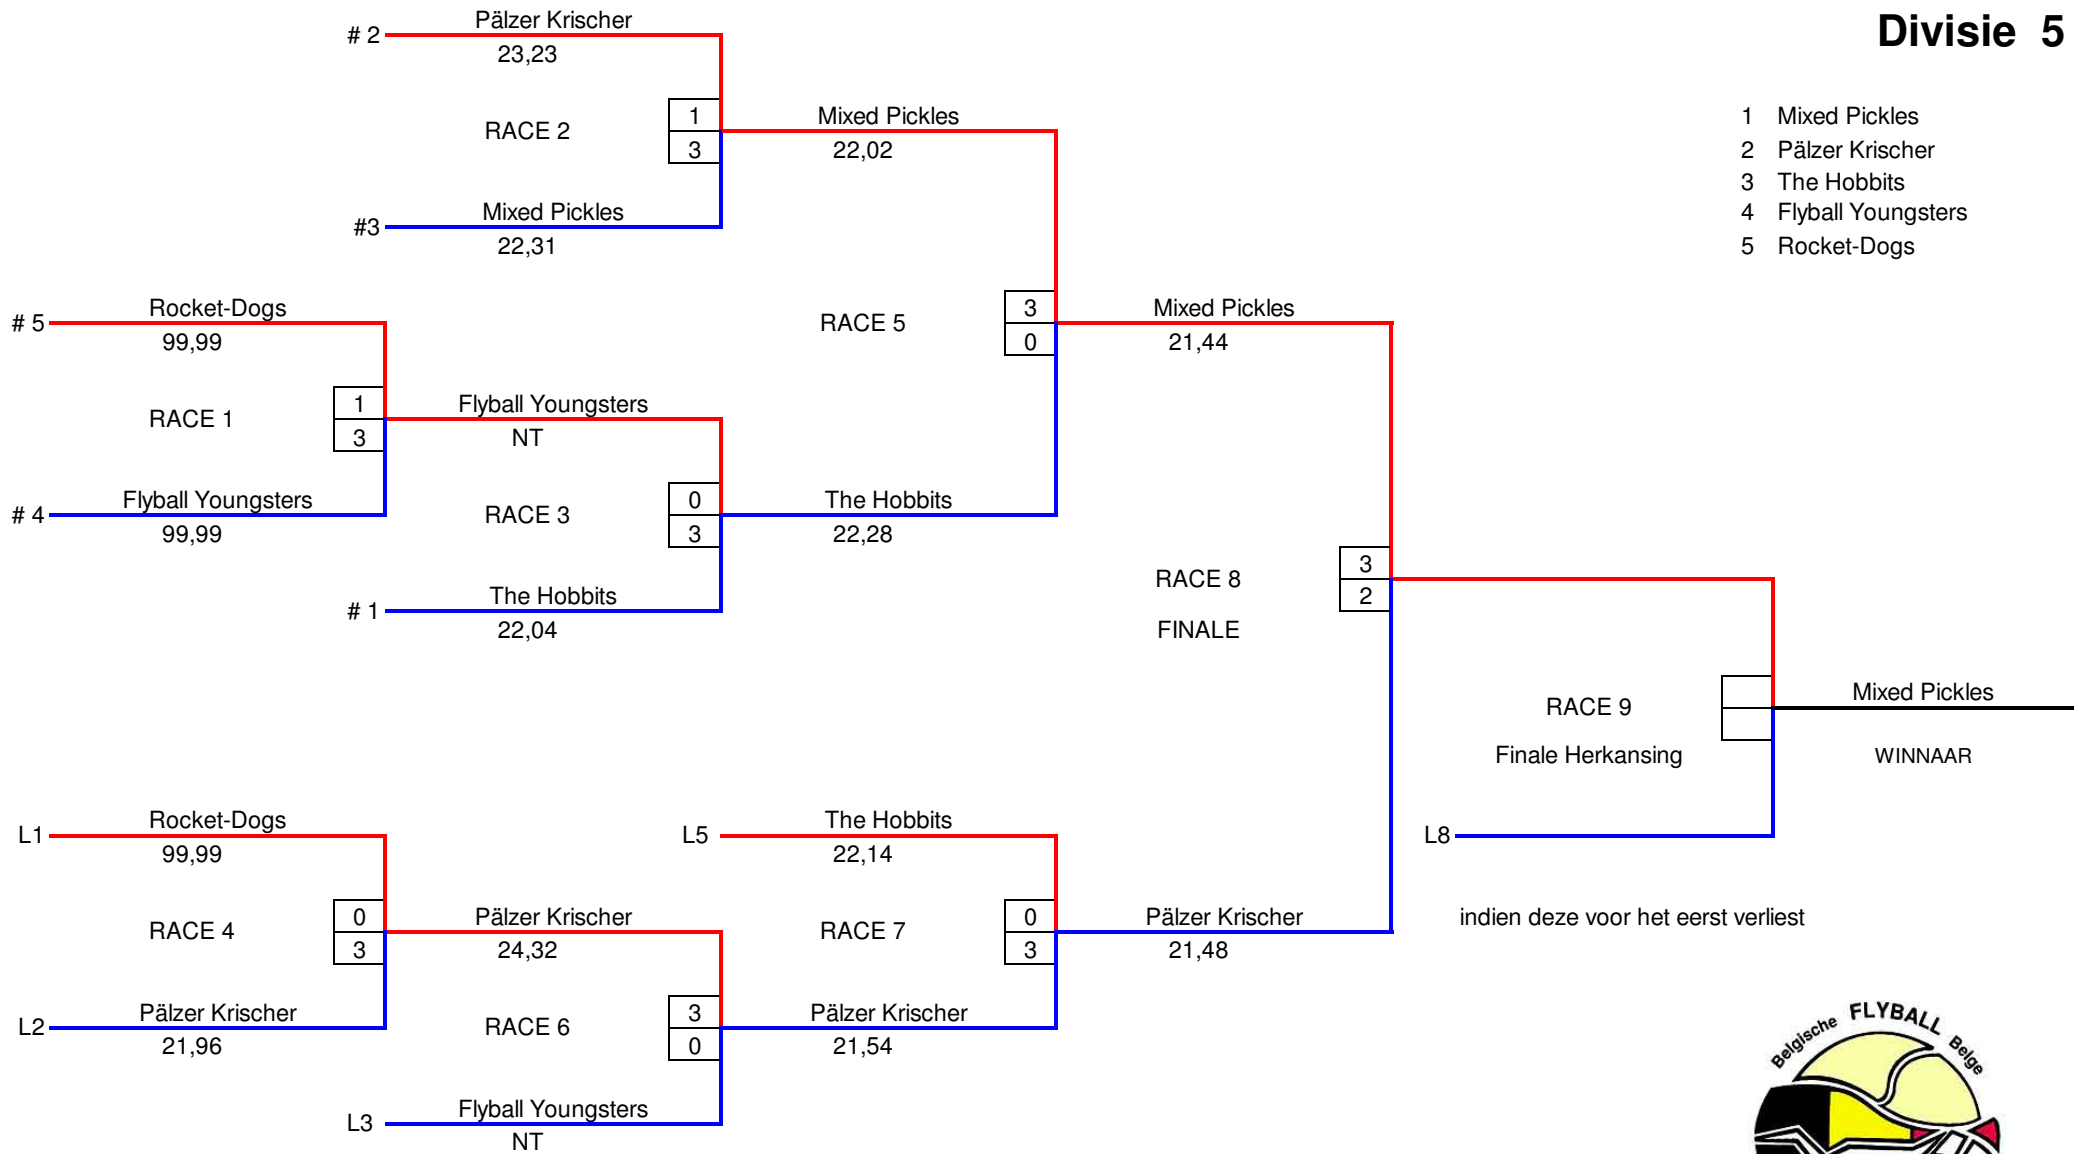 Divisie 5
Pälzer Krischer
# 2
23,23
1 Mixed Pickles
RACE 2
1
3
Mixed Pickles
22,02
2 Pälzer Krischer
3 The Hobbits
Mixed Pickles
#3
22,31
4 Flyball Youngsters
5 Rocket-Dogs
Rocket-Dogs
# 5
99,99
RACE 5
3
0
Mixed Pickles
21,44
RACE 1
1
3
Flyball Youngsters
NT
Flyball Youngsters
# 4
99,99
RACE 3
0
3
The Hobbits
22,28
The Hobbits
# 1
22,04
RACE 8
3
2
FINALE
RACE 9
Mixed Pickles
Finale Herkansing
WINNAAR
Rocket-Dogs
L1
99,99
The Hobbits
L5
22,14
L8
RACE 4
0
3
Pälzer Krischer
24,32
RACE 7
0
3
Pälzer Krischer
21,48
indien deze voor het eerst verliest
Pälzer Krischer
L2
21,96
RACE 6
3
0
Pälzer Krischer
21,54
Flyball Youngsters
L3
NT
Belgische FLYBALL Belge